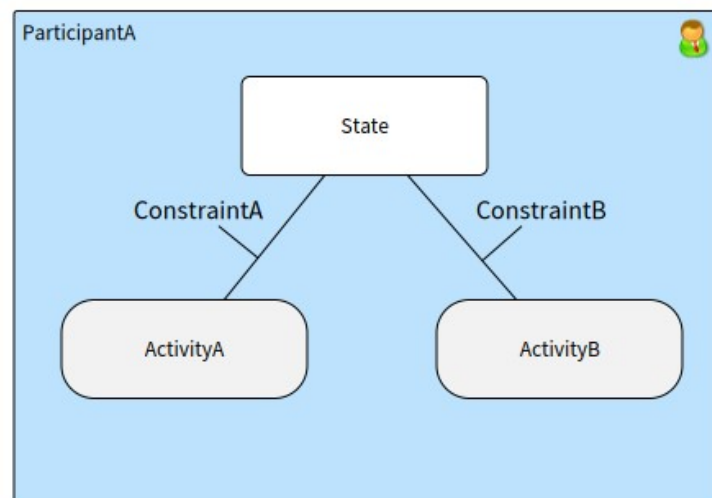 ParticipantA
State
ConstraintA
ConstraintB
ActivityA
ActivityB